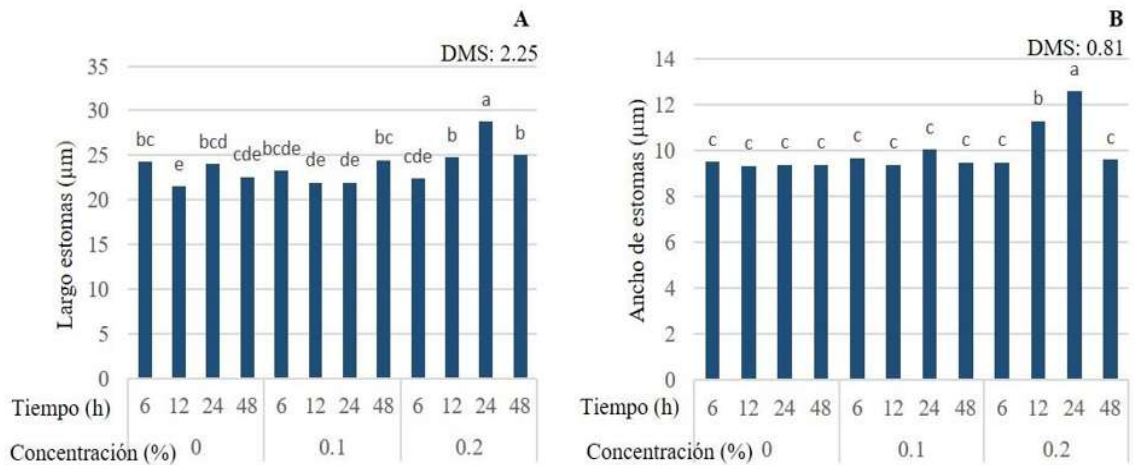 A
DMS: 2.25
Largo estomas (µm)
35
30
25
20
15
10
5
0
bc
e
bcd
cde
bcde
de
de
bc
cde
b
a
b
Tiempo (h) 6 12 24 48 6 12 24 48 6 12 24 48
Concentración (%) 0 0.1 0.2
B
DMS: 0.81
Ancho de estomas (µm)
14
12
10
8
6
4
2
0
c
c
c
c
c
c
c
c
c
b
a
c
Tiempo (h) 6 12 24 48 6 12 24 48 6 12 24 48
Concentración (%) 0 0.1 0.2